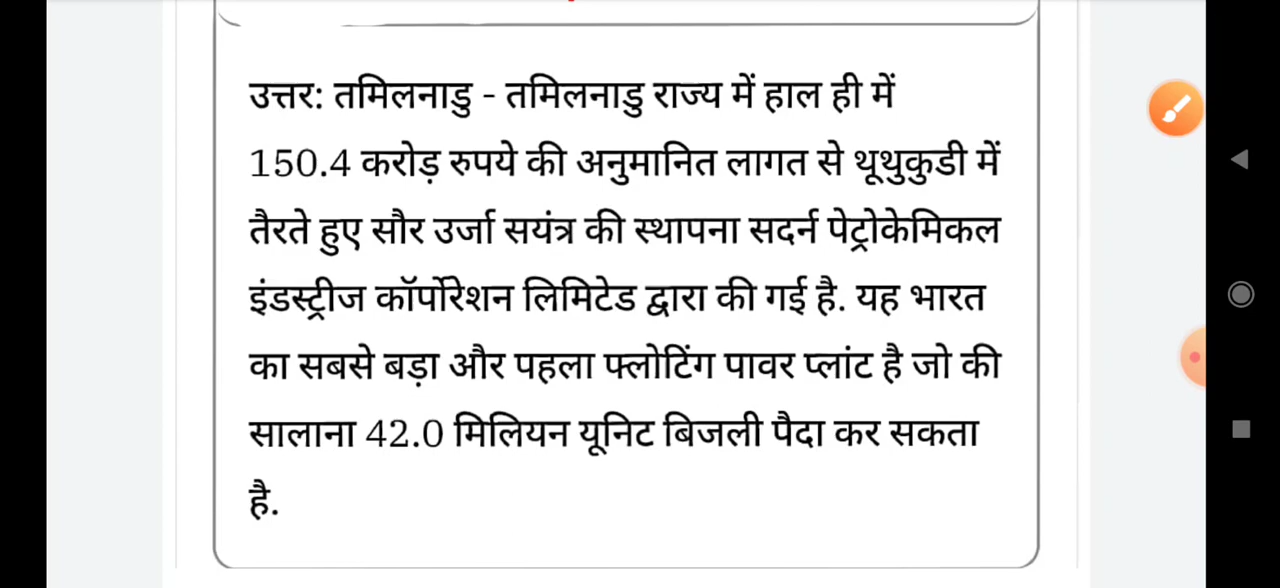 उत्तर: तमिलनाडु - तमिलनाडु राज्य में हाल ही में
150.4 करोड़ रुपये की अनुमानित लागत से थूथुकुडी में
तैरते हुए सौर उर्जा सयंत्र की स्थापना सदर्न पेट्रोकेमिकल
इंडस्ट्रीज कॉर्पोरेशन लिमिटेड द्वारा की गई है. यह भारत
का सबसे बड़ा और पहला फ्लोटिंग पावर प्लांट है जो की
सालाना 42.0 मिलियन यूनिट बिजली पैदा कर सकता
है.